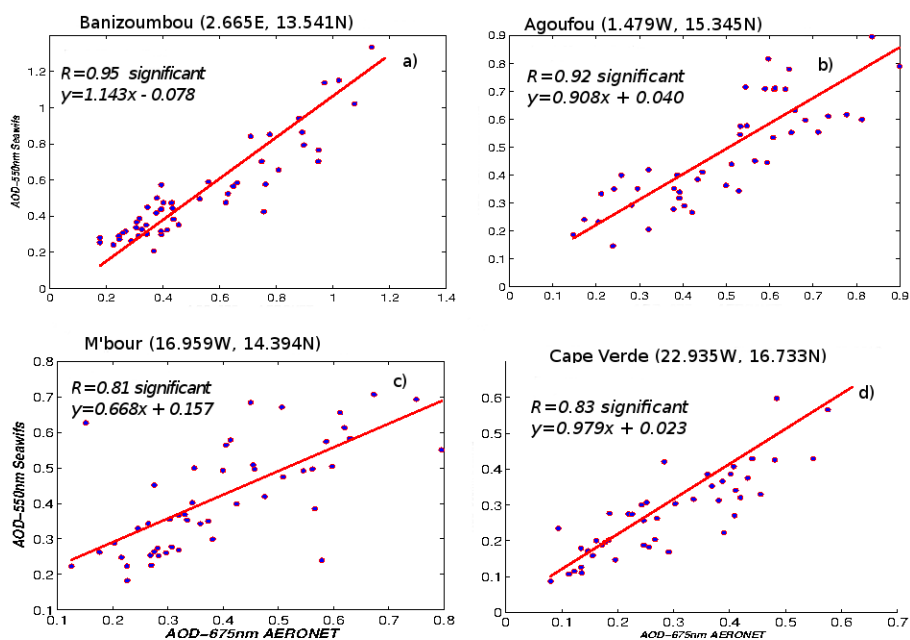 Banizoumbou (2.665E, 13.541N)
a)
R=0.95 significant
y=1.143x - 0.078
AOD-550nm Seawifs
1.2
1
0.8
0.6
0.4
0.2
0
0 0.2 0.4 0.6 0.8 1 1.2 1.4
Agoufou (1.479W, 15.345N)
b)
R=0.92 significant
y=0.908x + 0.040
0.9
0.8
0.7
0.6
0.5
0.4
0.3
0.2
0.1
0
0 0.1 0.2 0.3 0.4 0.5 0.6 0.7 0.8 0.9
M'bour (16.959W, 14.394N)
c)
R=0.81 significant
y=0.668x + 0.157
AOD-550nm Seawifs
0.8
0.7
0.6
0.5
0.4
0.3
0.2
0.1
0.1 0.2 0.3 0.4 0.5 0.6 0.7 0.8
AOD-675nm AERONET
Cape Verde (22.935W, 16.733N)
d)
R=0.83 significant
y=0.979x + 0.023
0.7
0.6
0.5
0.4
0.3
0.2
0.1
0
0 0.1 0.2 0.3 0.4 0.5 0.6 0.7
AOD-675nm AERONET